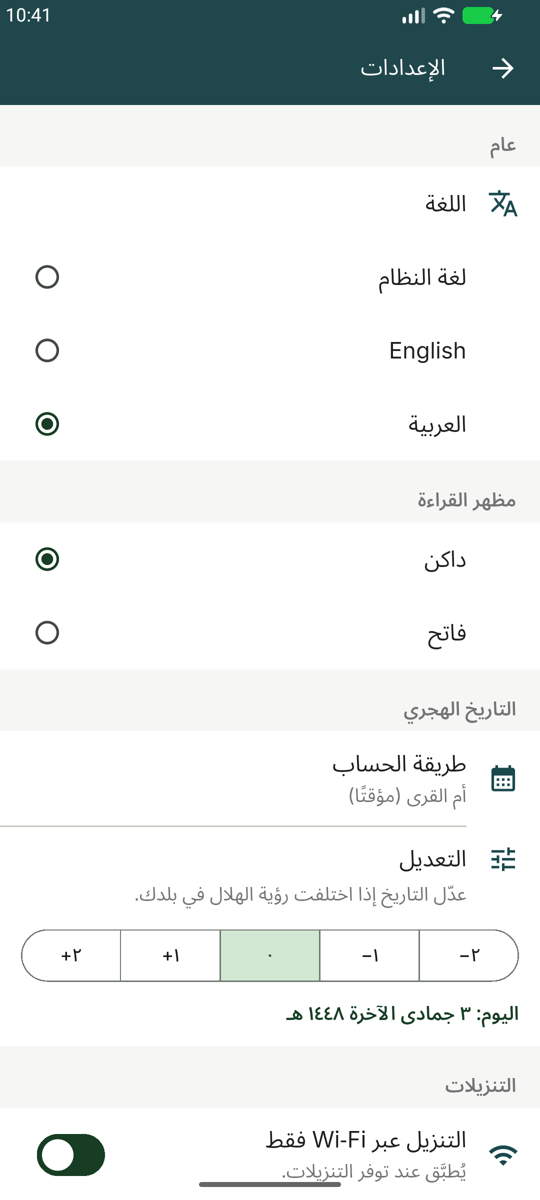 10:41
الإعدادات
عام
اللغة
لغة النظام
English
العربية
مظهر القراءة
داكن
فاتح
التاريخ الهجري
طريقة الحساب
أم القرى (مؤقتًا)
التعديل
عدّل التاريخ إذا اختلفت رؤية الهلال في بلدك.
−٢ −١ ٠ +١ +٢
اليوم: ٣ جمادى الآخرة ١٤٤٨ هـ
التنزيلات
التنزيل عبر Wi-Fi فقط
يُطبَّق عند توفر التنزيلات.